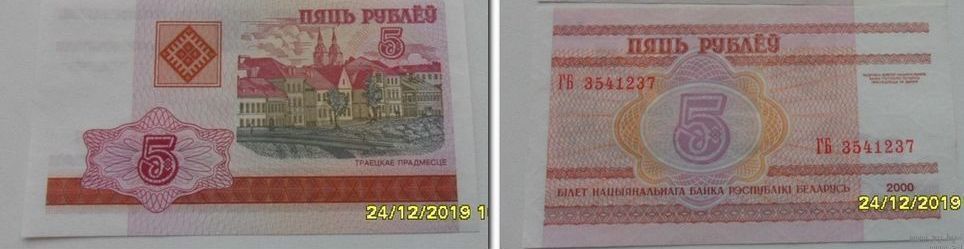 ПЯЦЬ РУБЛЁЎ
5
5
ТРАЕЦКАЕ ПРАДМЕСЦЕ
24/12/2019 1
ПЯЦЬ РУБЛЁЎ
ГБ 3541237
5
ГБ 3541237
БІЛЕТ НАЦЫЯНАЛЬНАГА БАНКА РЭСПУБЛІКІ БЕЛАРУСЬ 2000
24/12/2019